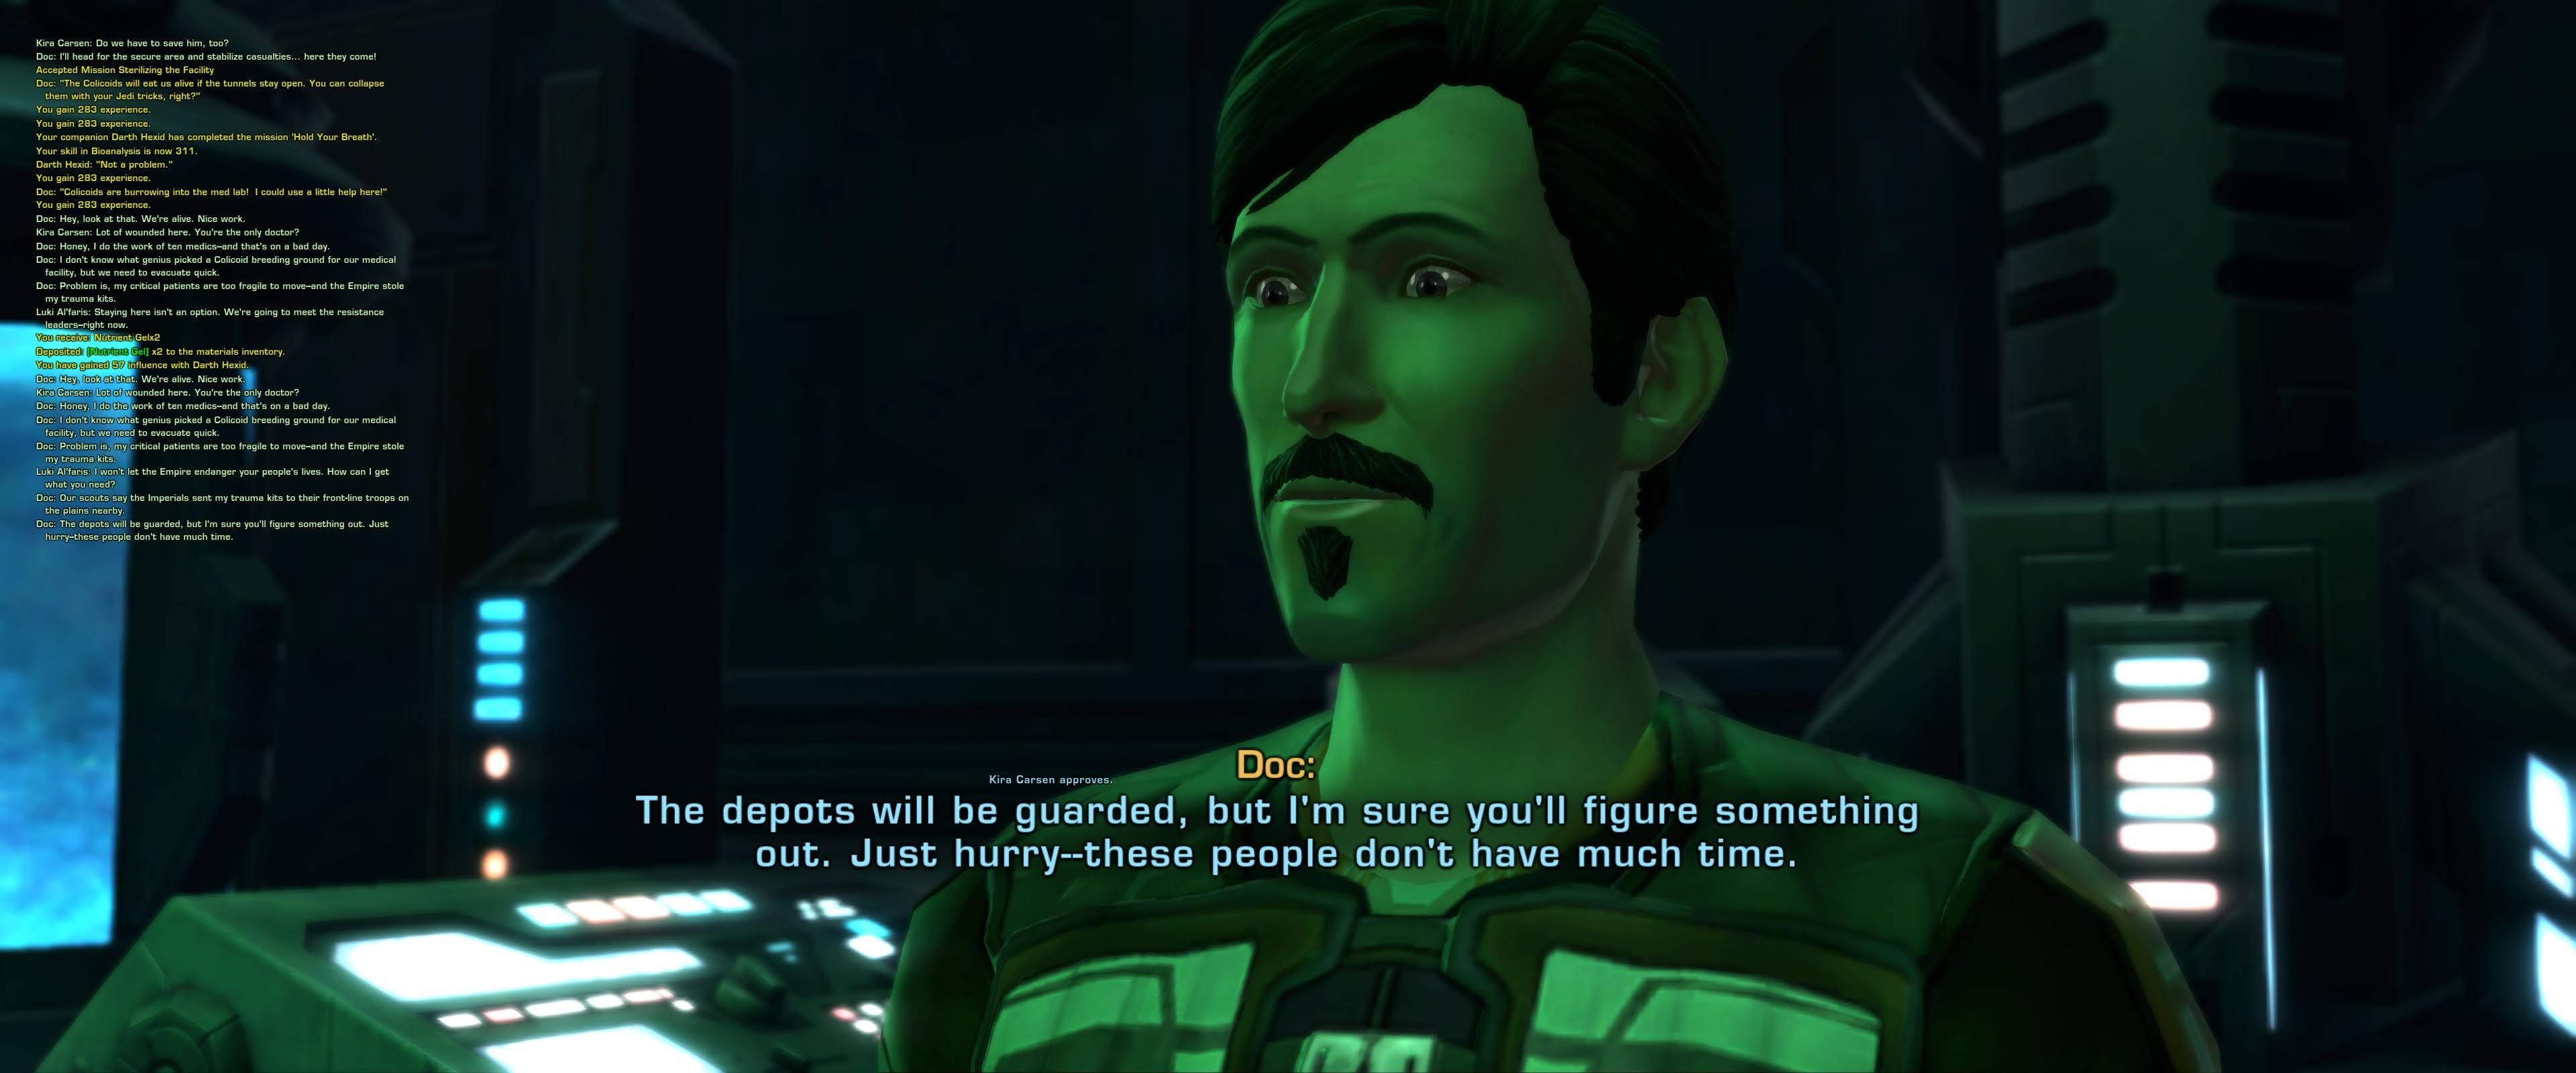 Kira Carsen: Do we have to save him, too?
Doc: I'll head for the secure area and stabilize casualties... here they come!
Accepted Mission Sterilizing the Facility
Doc: "The Colicoids will eat us alive if the tunnels stay open. You can collapse
them with your Jedi tricks, right?"
You gain 283 experience.
You gain 283 experience.
Your companion Darth Hexid has completed the mission 'Hold Your Breath'.
Your skill in Bioanalysis is now 311.
Darth Hexid: "Not a problem."
You gain 283 experience.
Doc: "Colicoids are burrowing into the med lab!  I could use a little help here!"
You gain 283 experience.
Doc: Hey, look at that. We're alive. Nice work.
Kira Carsen: Lot of wounded here. You're the only doctor?
Doc: Honey, I do the work of ten medics--and that's on a bad day.
Doc: I don't know what genius picked a Colicoid breeding ground for our medical
facility, but we need to evacuate quick.
Doc: Problem is, my critical patients are too fragile to move--and the Empire stole
my trauma kits.
Luki Al'faris: Staying here isn't an option. We're going to meet the resistance
leaders--right now.
You receive: Nutrient Gelx2
Deposited: [Nutrient Gel] x2 to the materials inventory.
You have gained 57 influence with Darth Hexid.
Doc: Hey, look at that. We're alive. Nice work.
Kira Carsen: Lot of wounded here. You're the only doctor?
Doc: Honey, I do the work of ten medics--and that's on a bad day.
Doc: I don't know what genius picked a Colicoid breeding ground for our medical
facility, but we need to evacuate quick.
Doc: Problem is, my critical patients are too fragile to move--and the Empire stole
my trauma kits.
Luki Al'faris: I won't let the Empire endanger your people's lives. How can I get
what you need?
Doc: Our scouts say the Imperials sent my trauma kits to their front-line troops on
the plains nearby.
Doc: The depots will be guarded, but I'm sure you'll figure something out. Just
hurry--these people don't have much time.
Doc:
Kira Carsen approves.
The depots will be guarded, but I'm sure you'll figure something
out. Just hurry--these people don't have much time.